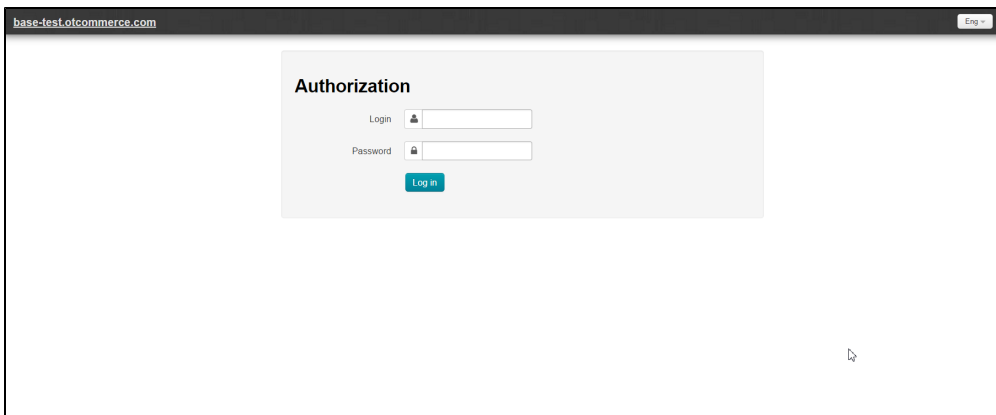 base-test.otcommerce.com
Eng
Authorization
Login
Password
Log in